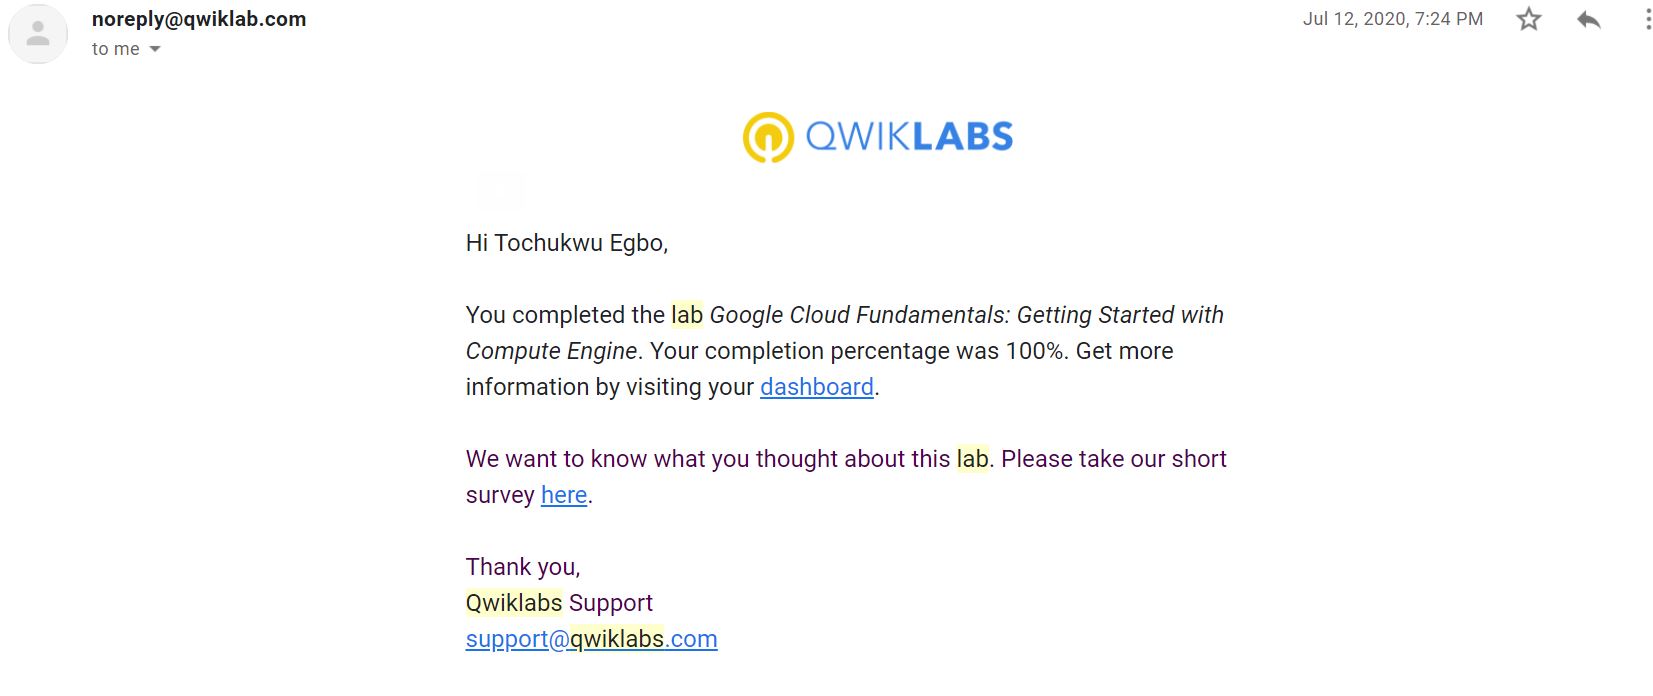 noreply@qwiklab.com
Jul 12, 2020, 7:24 PM
to me
QWIKLABS
Hi Tochukwu Egbo,
You completed the lab Google Cloud Fundamentals: Getting Started with
Compute Engine. Your completion percentage was 100%. Get more
information by visiting your dashboard.
We want to know what you thought about this lab. Please take our short
survey here.
Thank you,
Qwiklabs Support
support@qwiklabs.com